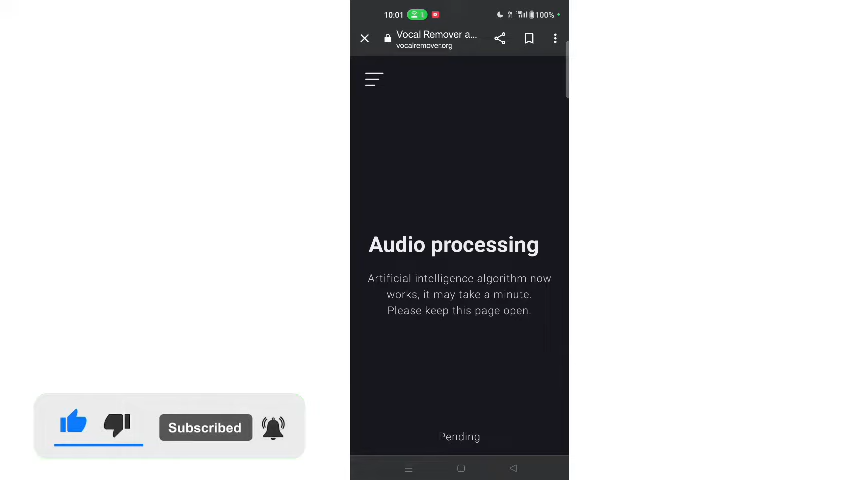 10:01
100%
Vocal Remover a...
vocalremover.org
Audio processing
Artificial intelligence algorithm now
works, it may take a minute.
Please keep this page open.
Pending
Subscribed